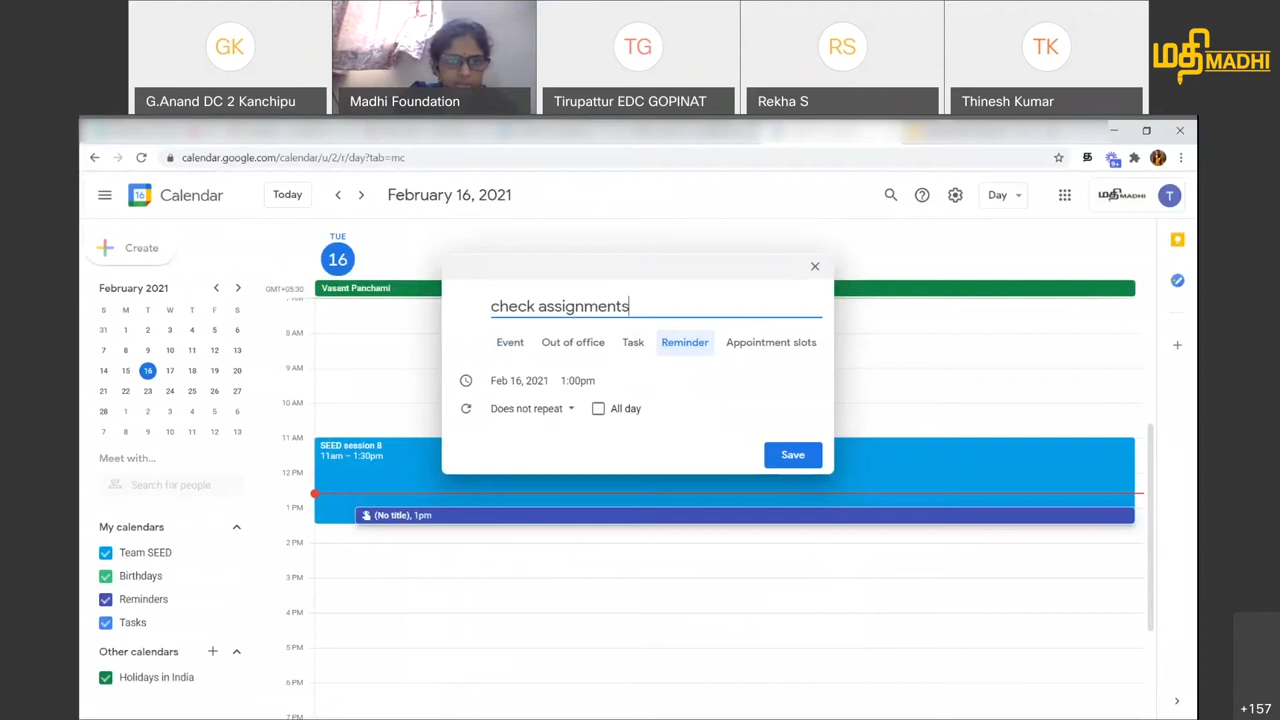 GK
TG
RS
TK
மதி MADHI
G.Anand DC 2 Kanchipu
Madhi Foundation
Tirupattur EDC GOPINAT
Rekha S
Thinesh Kumar
calendar.google.com/calendar/u/2/r/day?tab=mc
16
Calendar
Today
February 16, 2021
Day
மதி MADHI
T
Create
TUE
16
February 2021
GMT+05:30
Vasant Panchami
S M T W T F S
31 1 2 3 4 5 6
7 8 9 10 11 12 13
14 15 16 17 18 19 20
21 22 23 24 25 26 27
28 1 2 3 4 5 6
7 8 9 10 11 12 13
check assignments
Event
Out of office
Task
Reminder
Appointment slots
Feb 16, 2021 1:00pm
Does not repeat
All day
Save
8 AM
9 AM
10 AM
11 AM
SEED session 8
11am – 1:30pm
12 PM
1 PM
(No title), 1pm
2 PM
3 PM
4 PM
5 PM
6 PM
7 PM
Meet with...
Search for people
My calendars
Team SEED
Birthdays
Reminders
Tasks
Other calendars
Holidays in India
+157